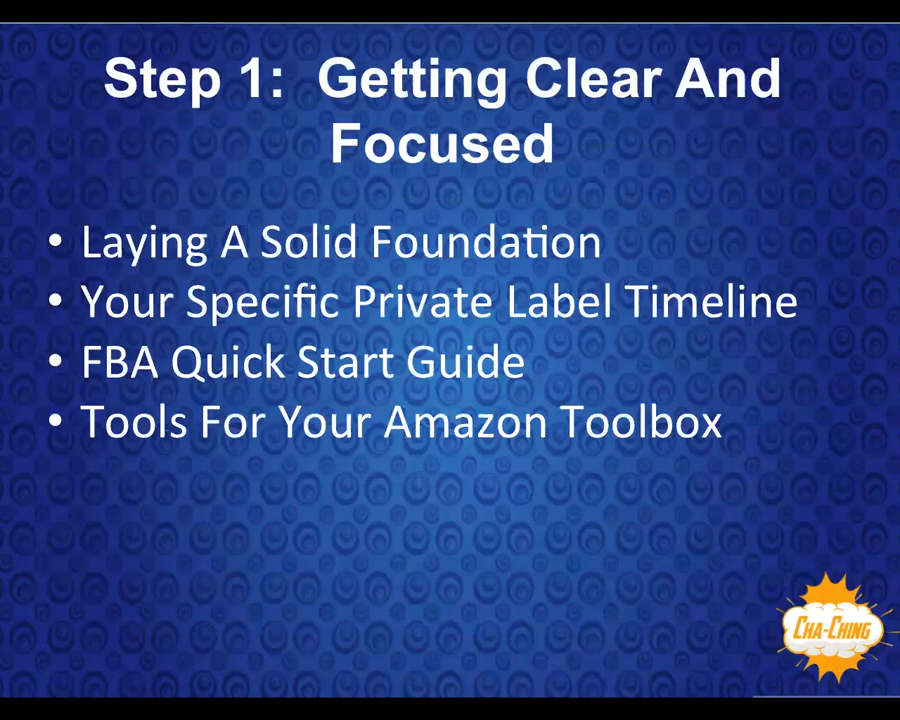 Step 1: Getting Clear And
Focused
• Laying A Solid Foundation
• Your Specific Private Label Timeline
• FBA Quick Start Guide
• Tools For Your Amazon Toolbox
CHA-CHING